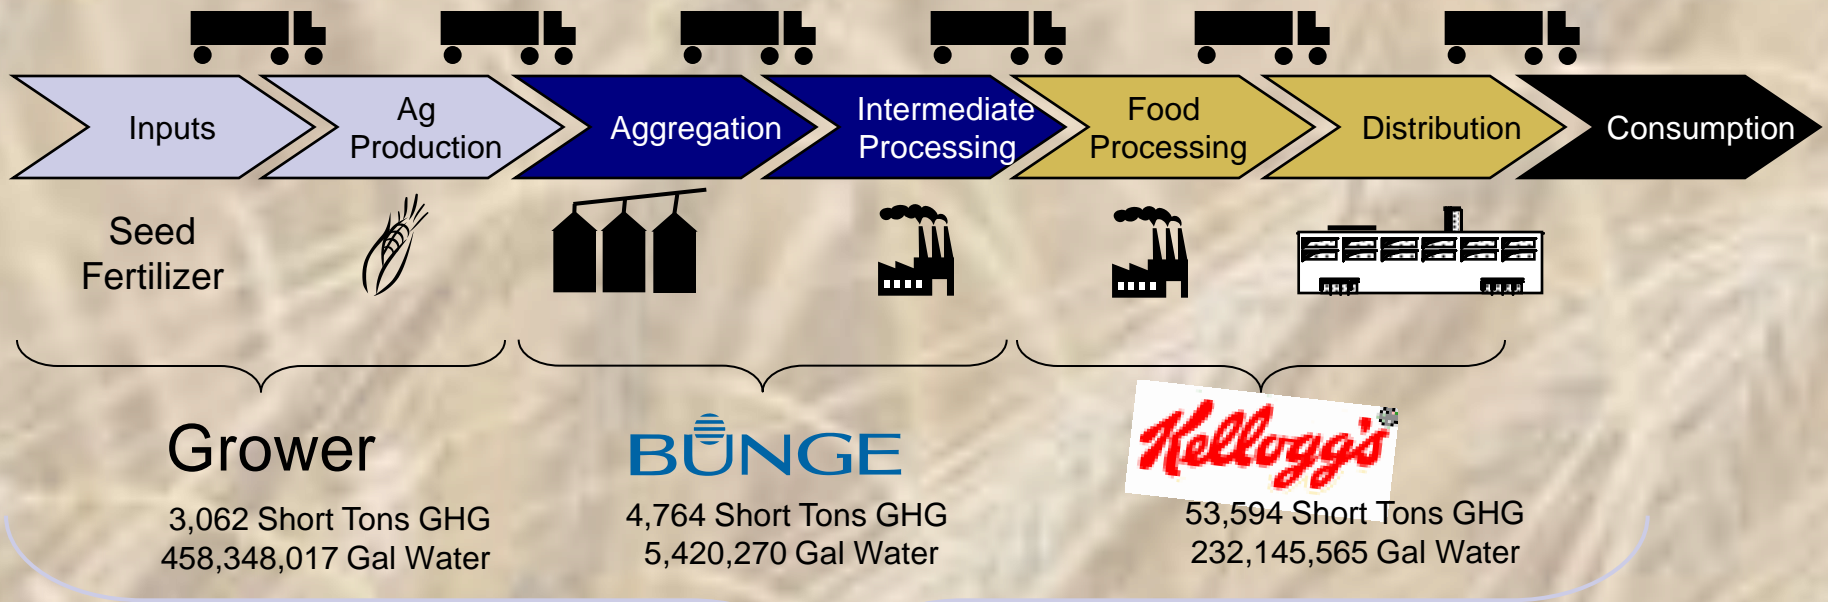 Inputs
Ag
Production
Aggregation
Intermediate
Processing
Food
Processing
Distribution
Consumption
Seed
Fertilizer
Grower
BUNGE
Kellogg's
3,062 Short Tons GHG
458,348,017 Gal Water
4,764 Short Tons GHG
5,420,270 Gal Water
53,594 Short Tons GHG
232,145,565 Gal Water